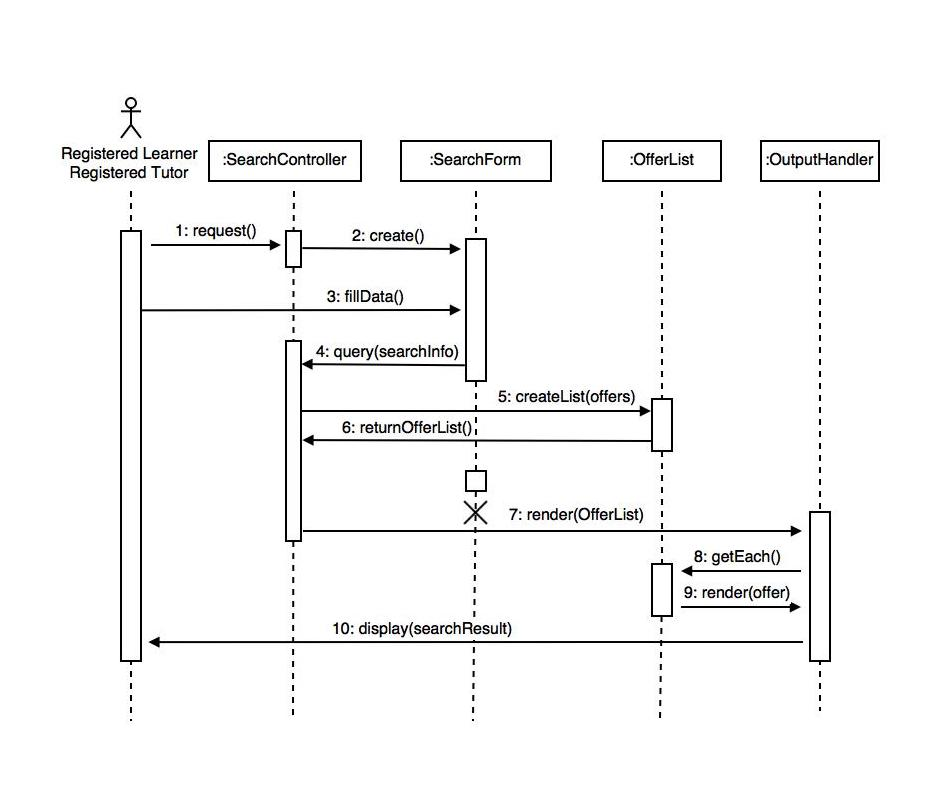 Registered Learner
Registered Tutor
:SearchController
:SearchForm
:OfferList
:OutputHandler
1: request()
2: create()
3: fillData()
4: query(searchInfo)
5: createList(offers)
6: returnOfferList()
7: render(OfferList)
8: getEach()
9: render(offer)
10: display(searchResult)